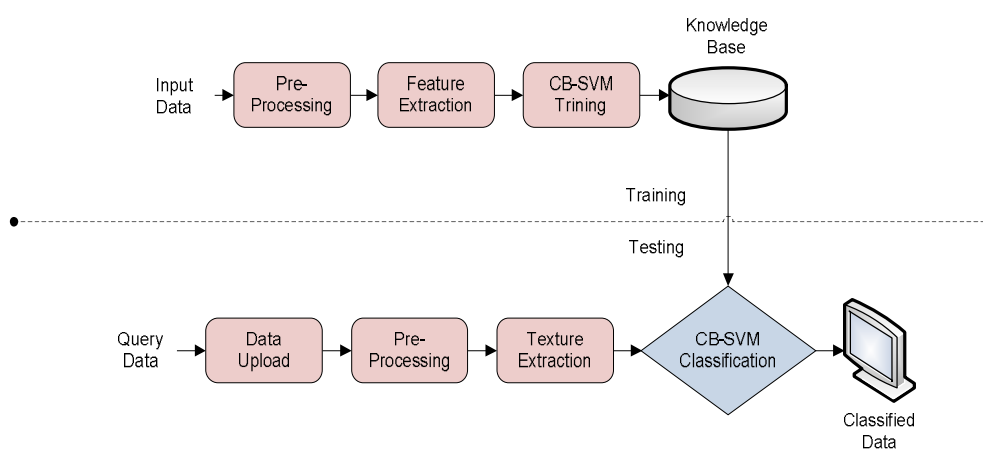 Knowledge
Base
Input
Data
Pre-
Processing
Feature
Extraction
CB-SVM
Trining
Training
Testing
Query
Data
Data
Upload
Pre-
Processing
Texture
Extraction
CB-SVM
Classification
Classified
Data